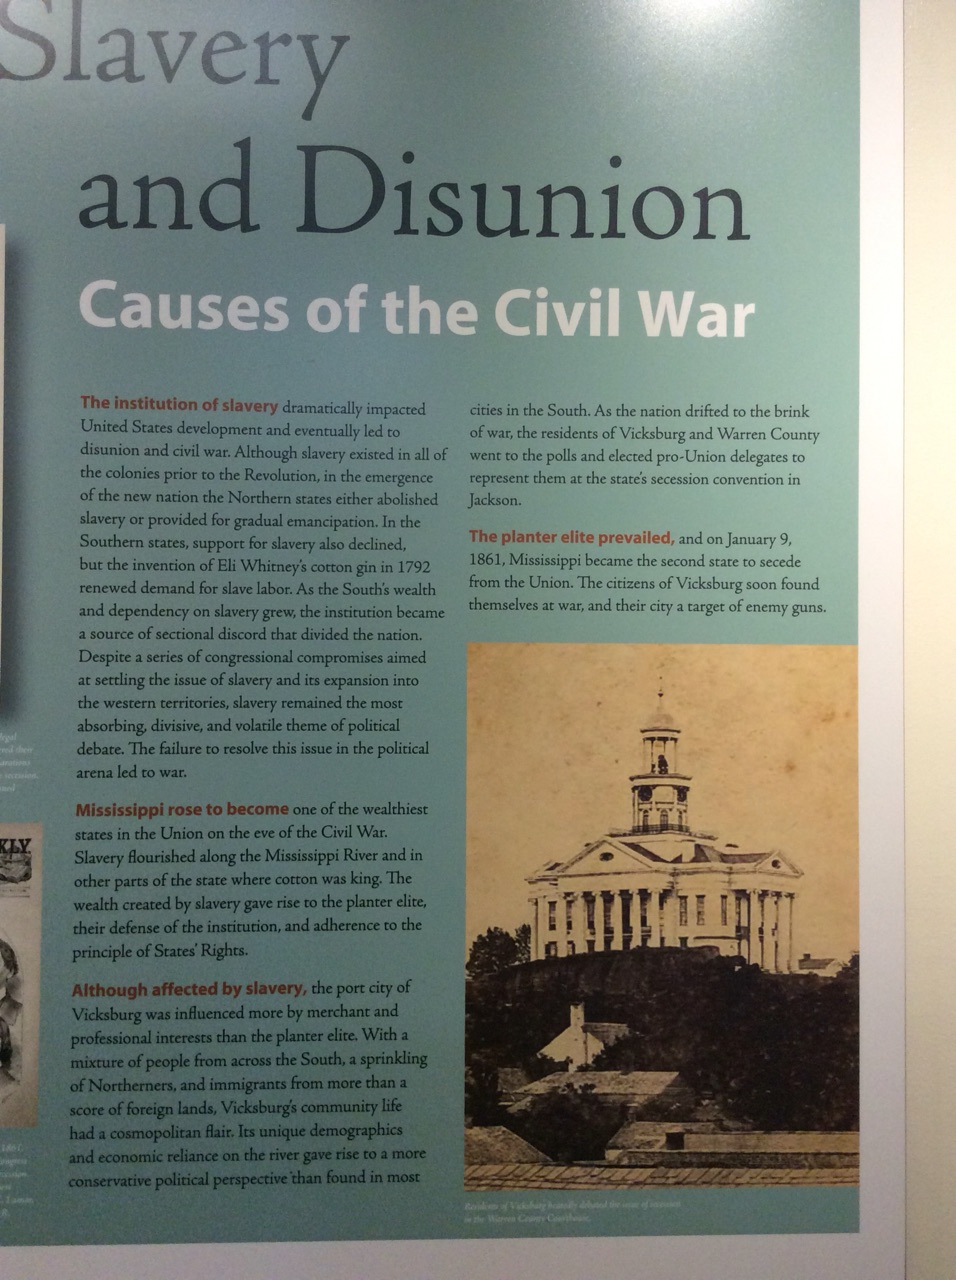 Slavery
and Disunion
Causes of the Civil War
The institution of slavery dramatically impacted
United States development and eventually led to
disunion and civil war. Although slavery existed in all of
the colonies prior to the Revolution, in the emergence
of the new nation the Northern states either abolished
slavery or provided for gradual emancipation. In the
Southern states, support for slavery also declined,
but the invention of Eli Whitney's cotton gin in 1792
renewed demand for slave labor. As the South's wealth
and dependency on slavery grew, the institution became
a source of sectional discord that divided the nation.
Despite a series of congressional compromises aimed
at settling the issue of slavery and its expansion into
the western territories, slavery remained the most
absorbing, divisive, and volatile theme of political
debate. The failure to resolve this issue in the political
arena led to war.
Mississippi rose to become one of the wealthiest
states in the Union on the eve of the Civil War.
Slavery flourished along the Mississippi River and in
other parts of the state where cotton was king. The
wealth created by slavery gave rise to the planter elite,
their defense of the institution, and adherence to the
principle of States' Rights.
Although affected by slavery, the port city of
Vicksburg was influenced more by merchant and
professional interests than the planter elite. With a
mixture of people from across the South, a sprinkling
of Northerners, and immigrants from more than a
score of foreign lands, Vicksburg's community life
had a cosmopolitan flair. Its unique demographics
and economic reliance on the river gave rise to a more
conservative political perspective than found in most
cities in the South. As the nation drifted to the brink
of war, the residents of Vicksburg and Warren County
went to the polls and elected pro-Union delegates to
represent them at the state's secession convention in
Jackson.
The planter elite prevailed, and on January 9,
1861, Mississippi became the second state to secede
from the Union. The citizens of Vicksburg soon found
themselves at war, and their city a target of enemy guns.
Residents of Vicksburg heatedly debated the issue of secession
in the Warren County Courthouse.
KLY